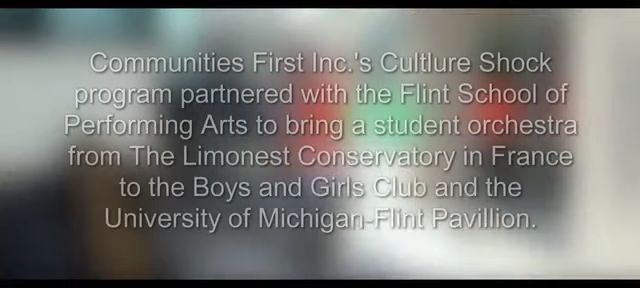 Communities First Inc.'s Cultlure Shock
program partnered with the Flint School of
Performing Arts to bring a student orchestra
from The Limonest Conservatory in France
to the Boys and Girls Club and the
University of Michigan-Flint Pavillion.